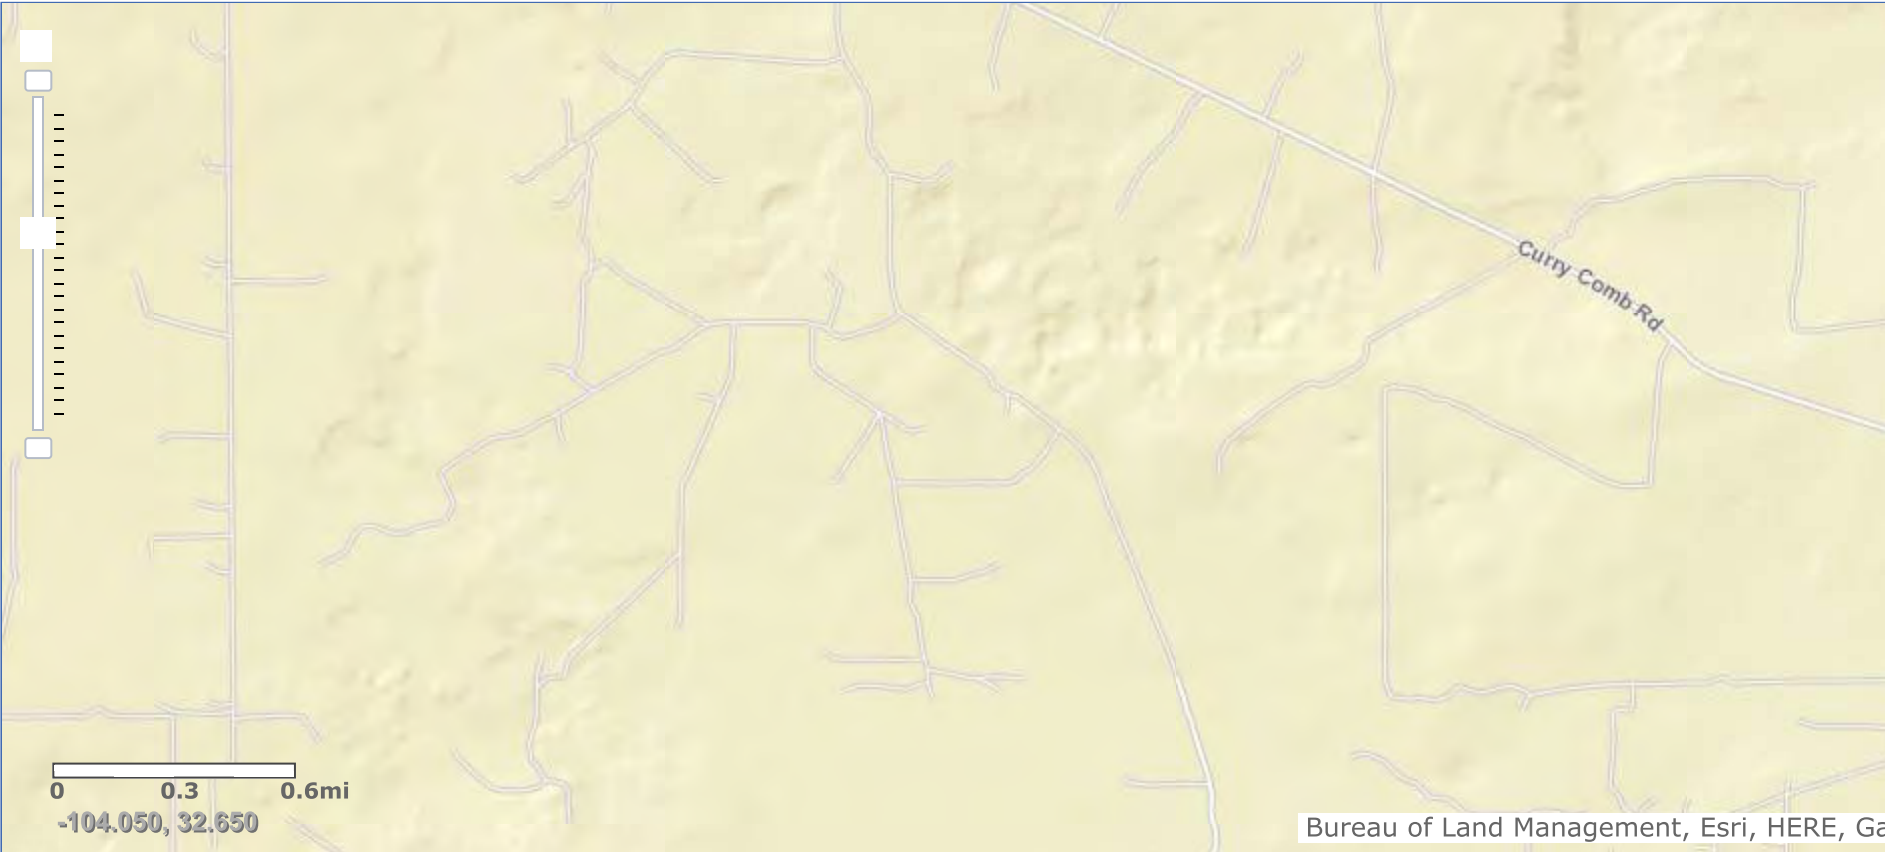 Curry Comb Rd
0 0.3 0.6mi
-104.050, 32.650
Bureau of Land Management, Esri, HERE, Ga